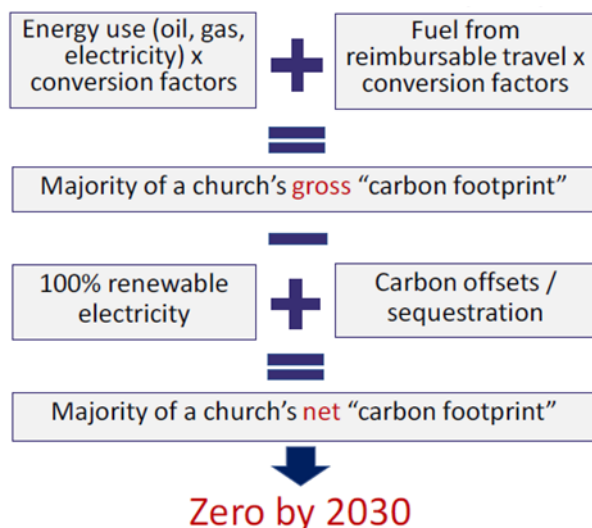 Energy use (oil, gas,
electricity) x
conversion factors
+
Fuel from
reimbursable travel x
conversion factors
=
Majority of a church's gross "carbon footprint"
−
100% renewable
electricity
+
Carbon offsets /
sequestration
=
Majority of a church's net "carbon footprint"
Zero by 2030